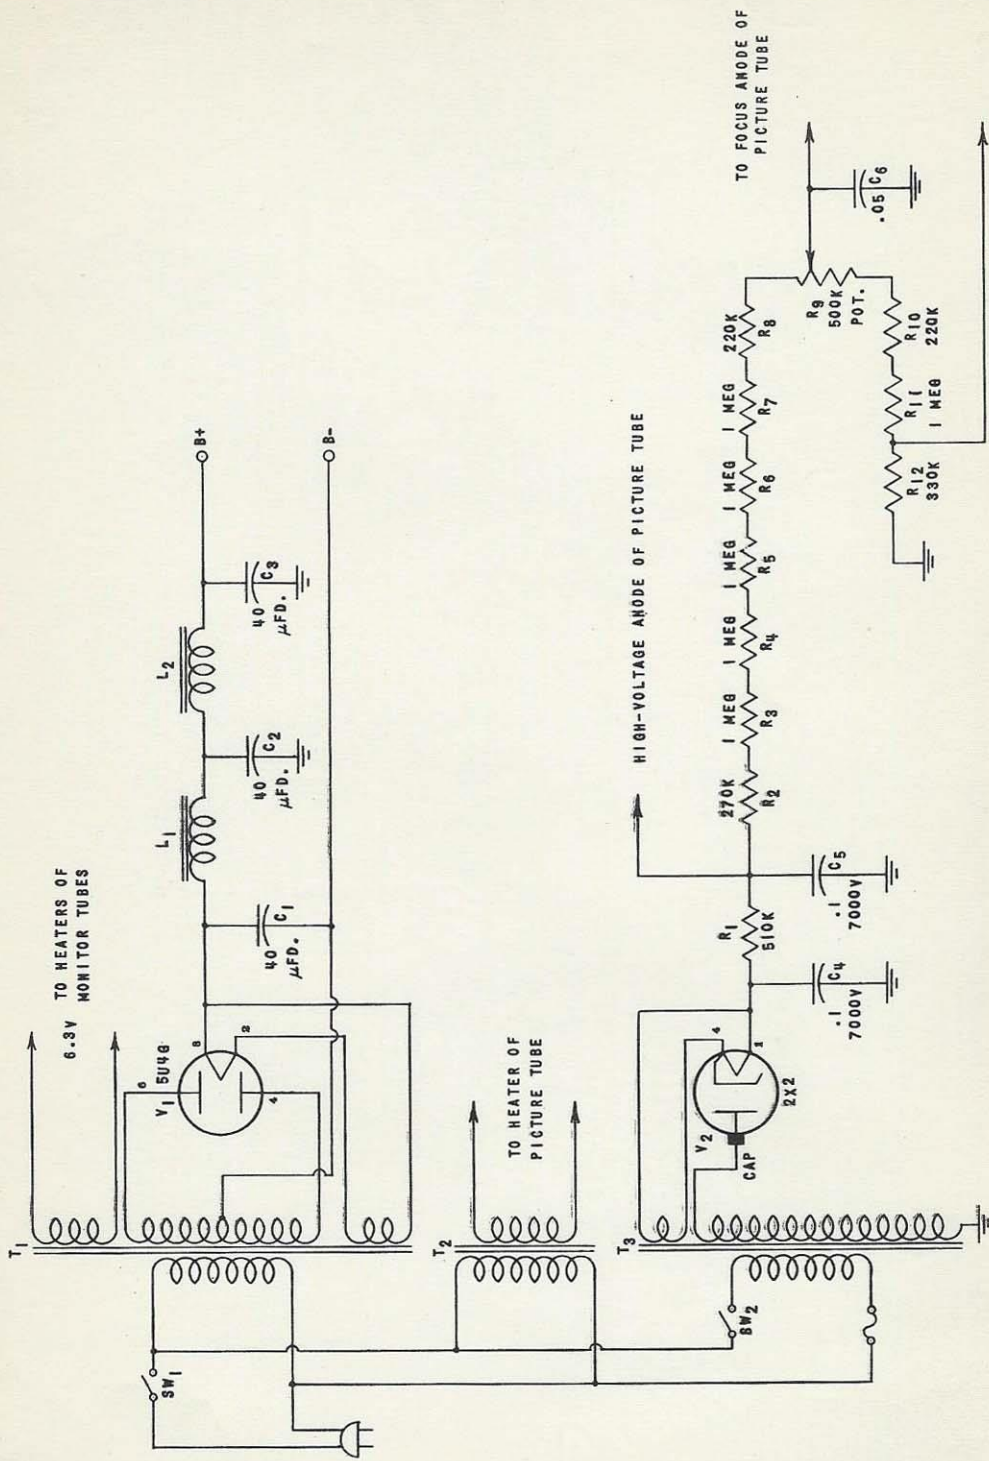 T1
6.3V
TO HEATERS OF
MONITOR TUBES
SW1
V1
5U4G
6
8
2
4
40
µFD.
C1
L1
40
µFD.
C2
L2
40
µFD.
C3
B+
B-
T2
TO HEATER OF
PICTURE TUBE
T3
SW2
V2
CAP
2X2
4
1
.1
7000V
C4
R1
510K
.1
7000V
C5
HIGH-VOLTAGE ANODE OF PICTURE TUBE
270K
R2
1 MEG
R3
1 MEG
R4
1 MEG
R5
1 MEG
R6
1 MEG
R7
220K
R8
R9
500K
POT.
TO FOCUS ANODE OF
PICTURE TUBE
.05
C6
R10
220K
R11
1 MEG
R12
330K